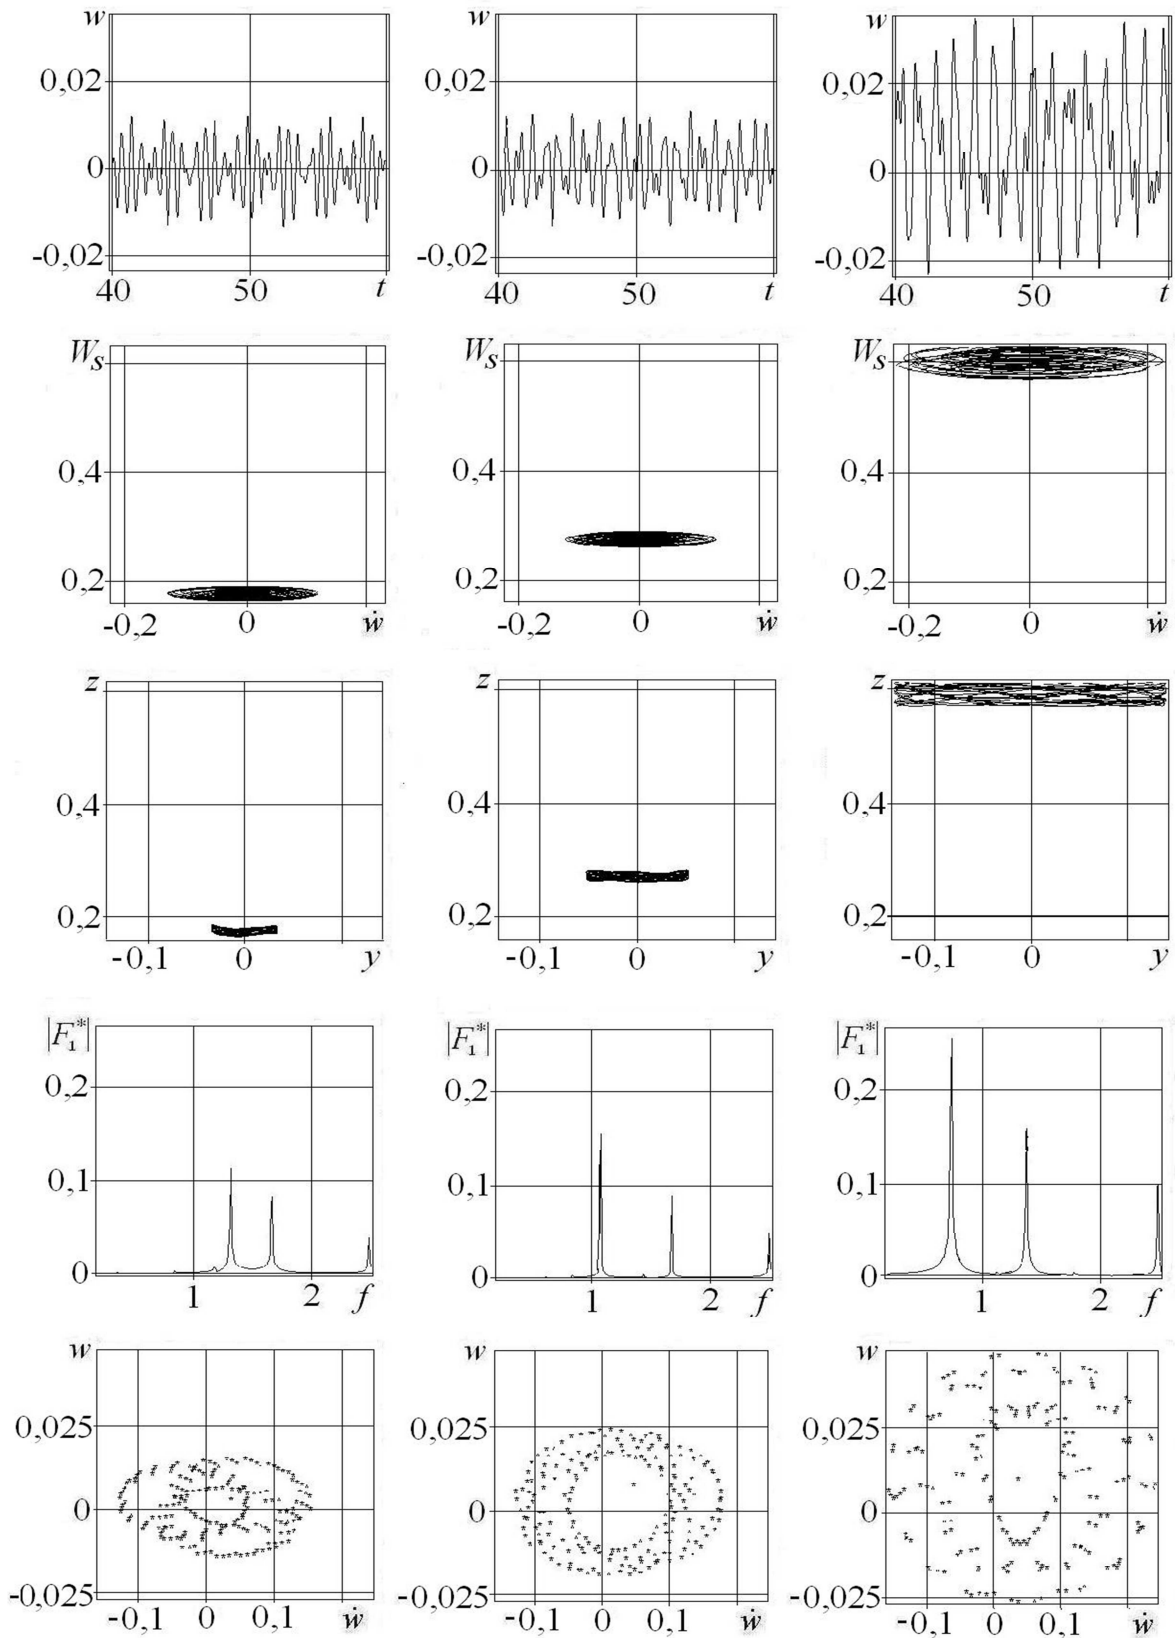 w w w
0,02 0,02 0,02
0 0 0
-0,02 -0,02 -0,02
40 50 t 40 50 t 40 50 t
Ws Ws Ws
0,4 0,4 0,4
0,2 0,2 0,2
-0,2 0 ẇ -0,2 0 ẇ -0,2 0 ẇ
z z z
0,4 0,4 0,4
0,2 0,2 0,2
-0,1 0 y -0,1 0 y -0,1 0 y
|F₁*| |F₁*| |F₁*|
0,2 0,2 0,2
0,1 0,1 0,1
0 0 0
1 2 f 1 2 f 1 2 f
w w w
0,025 0,025 0,025
0 0 0
-0,025 -0,025 -0,025
-0,1 0 0,1 ẇ -0,1 0 0,1 ẇ -0,1 0 0,1 ẇ